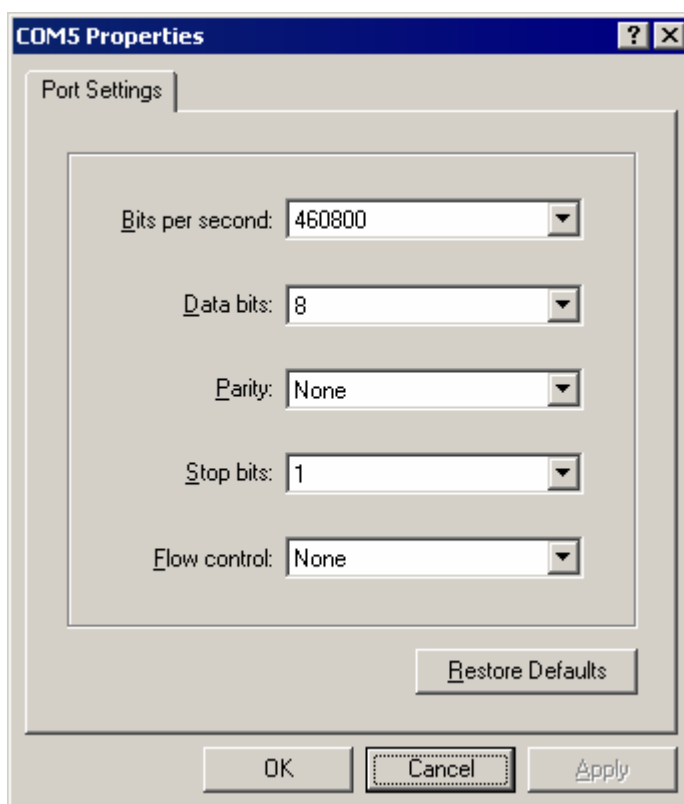 COM5 Properties
Port Settings
Bits per second: 460800
Data bits: 8
Parity: None
Stop bits: 1
Flow control: None
Restore Defaults
OK Cancel Apply